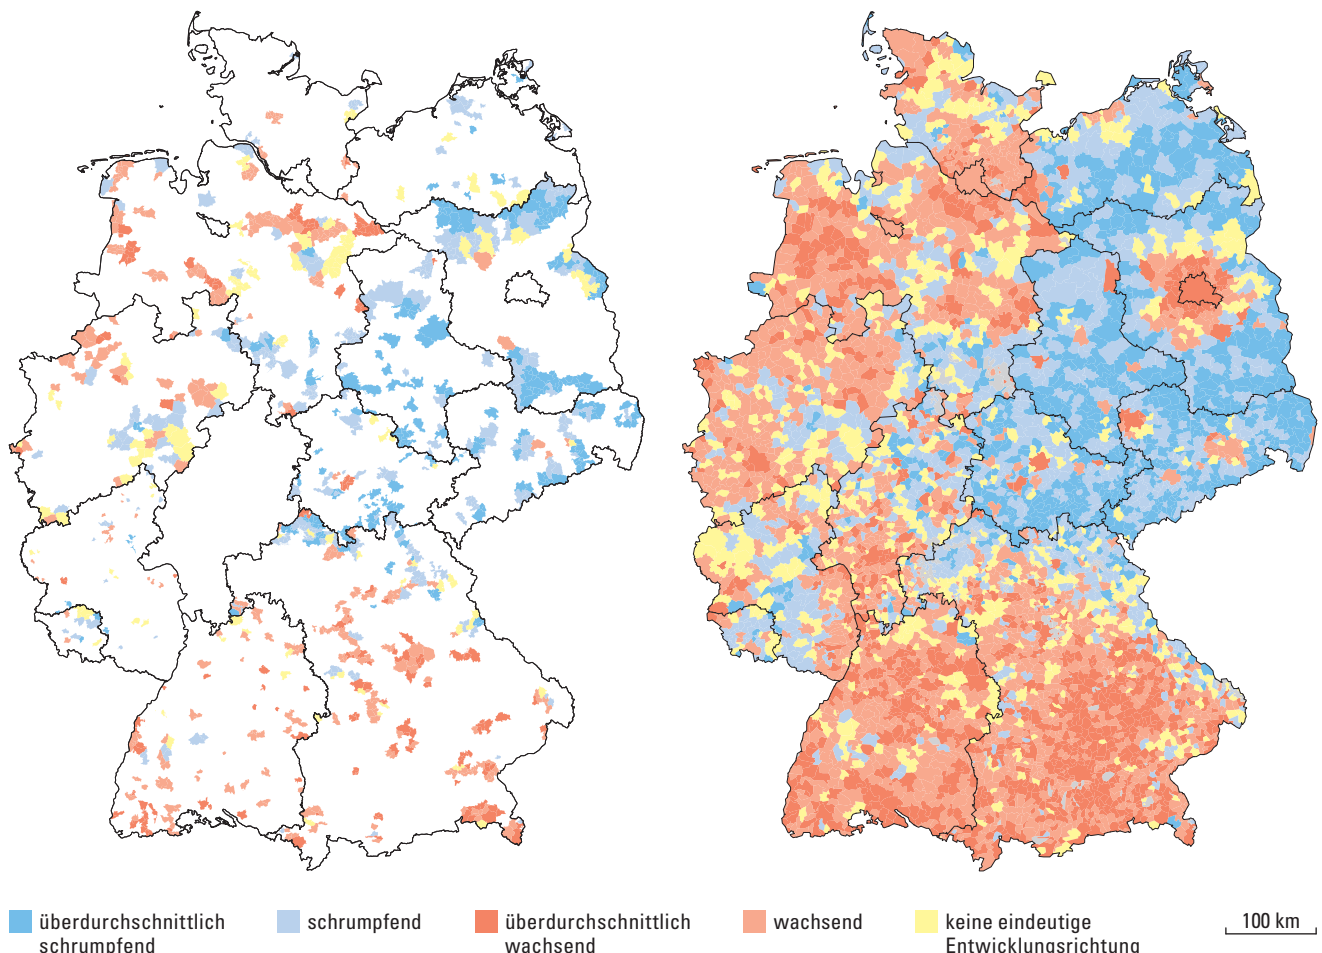 überdurchschnittlich
schrumpfend
schrumpfend
überdurchschnittlich
wachsend
wachsend
keine eindeutige
Entwicklungsrichtung
100 km